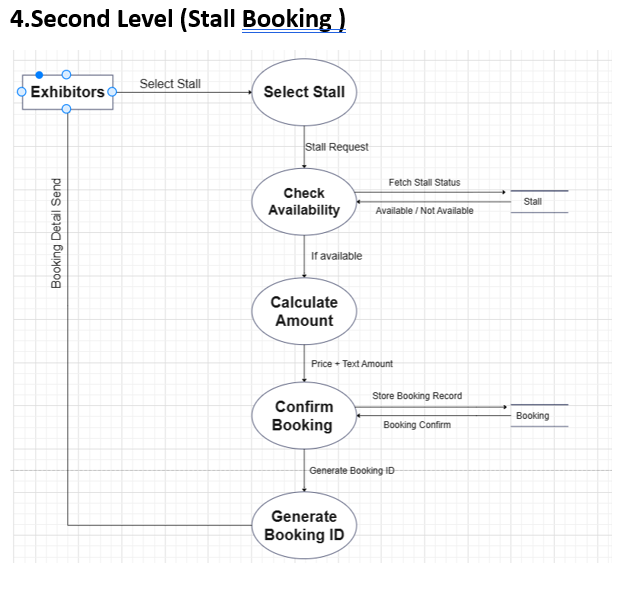 4.Second Level (Stall Booking )
Exhibitors
Select Stall
Select Stall
Stall Request
Check
Availability
Fetch Stall Status
Available / Not Available
Stall
Booking Detail Send
If available
Calculate
Amount
Price + Text Amount
Confirm
Booking
Store Booking Record
Booking Confirm
Booking
Generate Booking ID
Generate
Booking ID